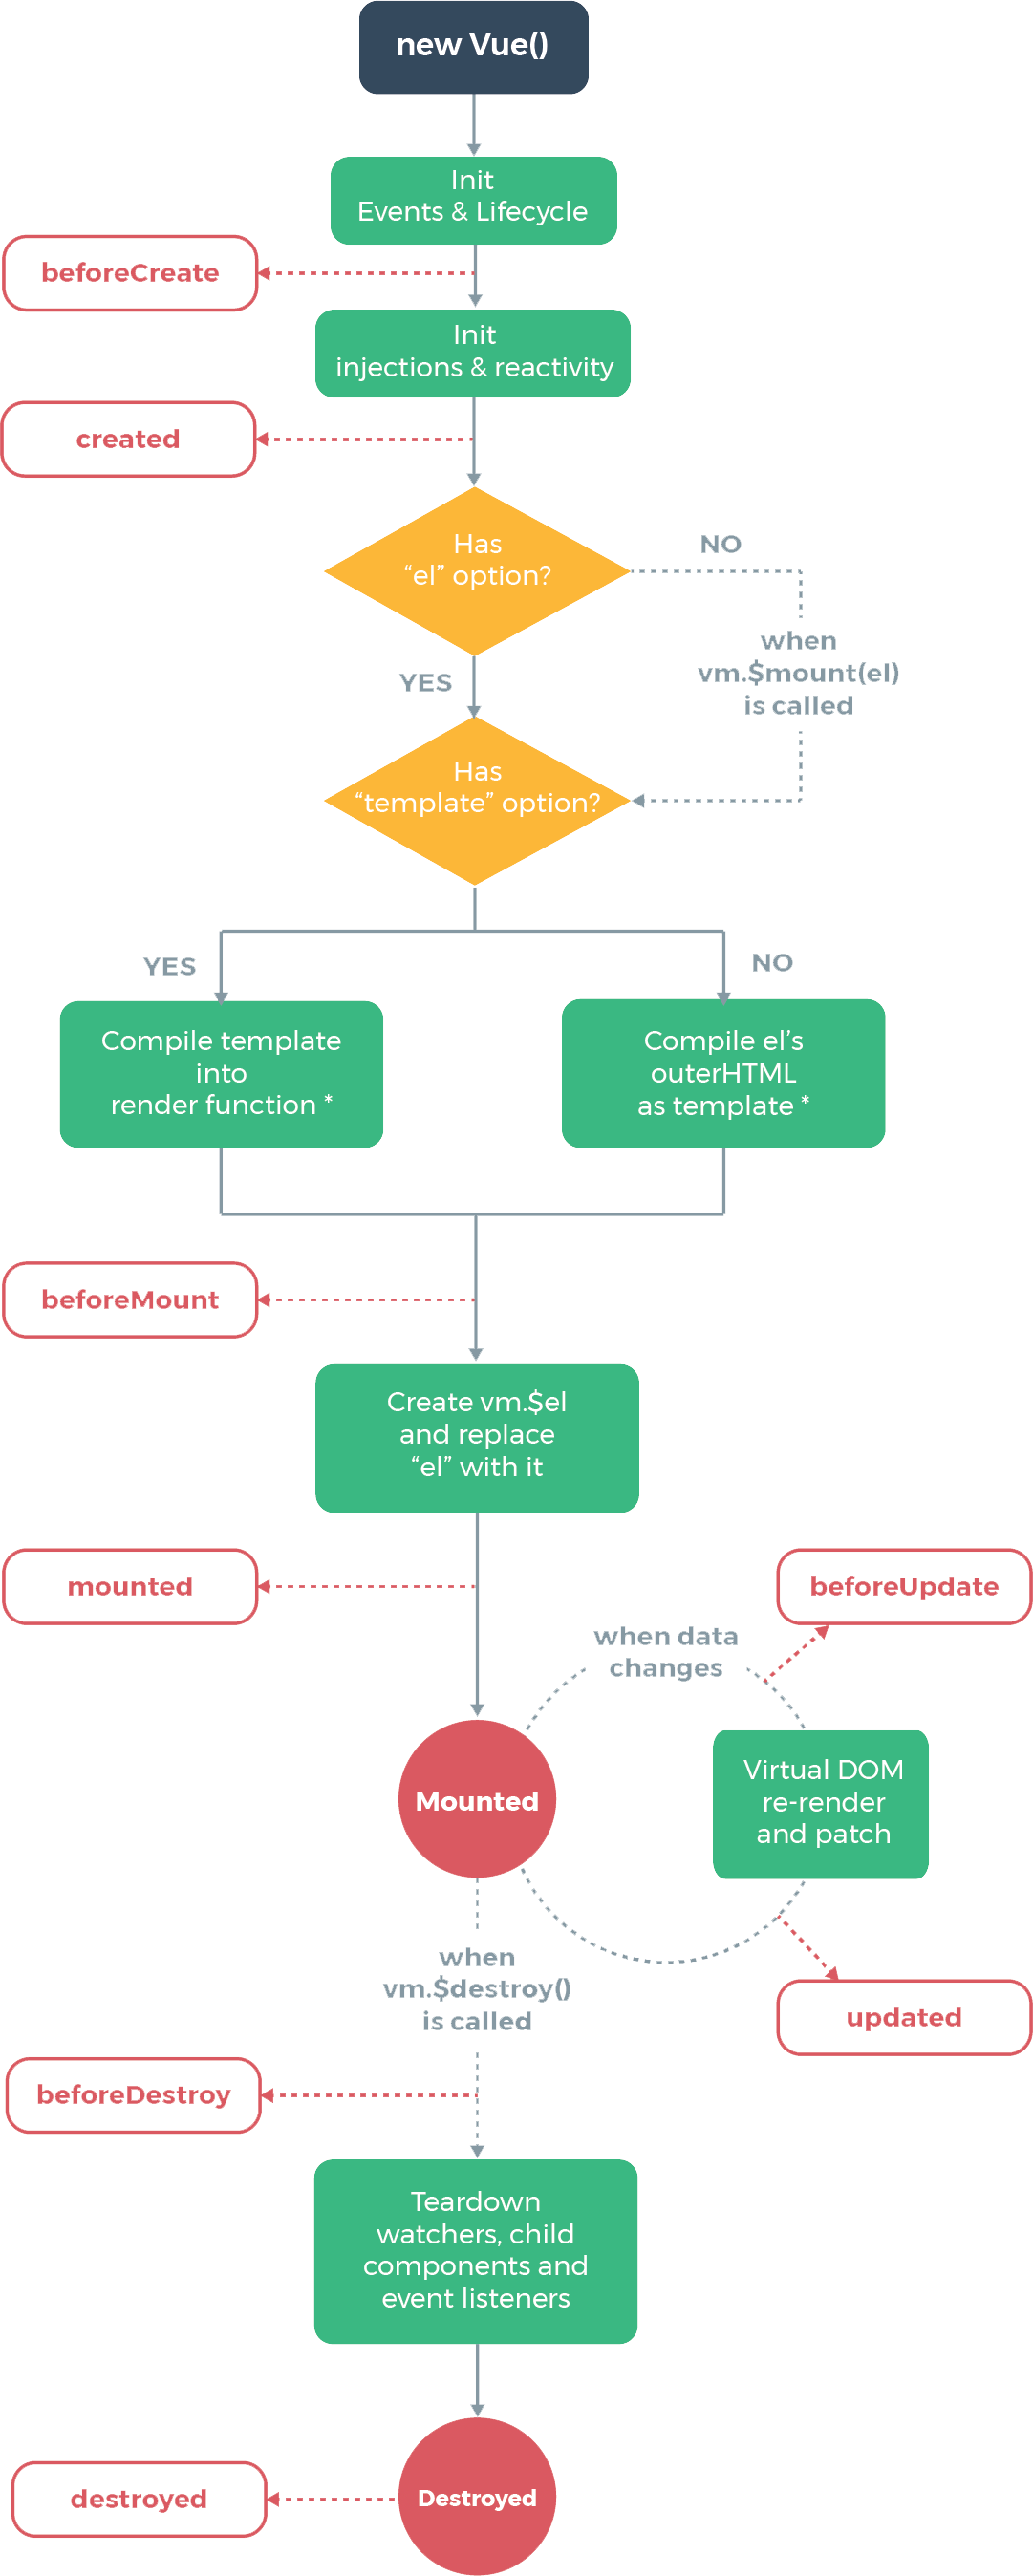 new Vue()
Init
Events & Lifecycle
beforeCreate
Init
injections & reactivity
created
Has
“el” option?
NO
when
vm.$mount(el)
is called
YES
Has
“template” option?
YES
NO
Compile template
into
render function *
Compile el’s
outerHTML
as template *
beforeMount
Create vm.$el
and replace
“el” with it
mounted
beforeUpdate
when data
changes
Mounted
Virtual DOM
re-render
and patch
when
vm.$destroy()
is called
updated
beforeDestroy
Teardown
watchers, child
components and
event listeners
destroyed
Destroyed